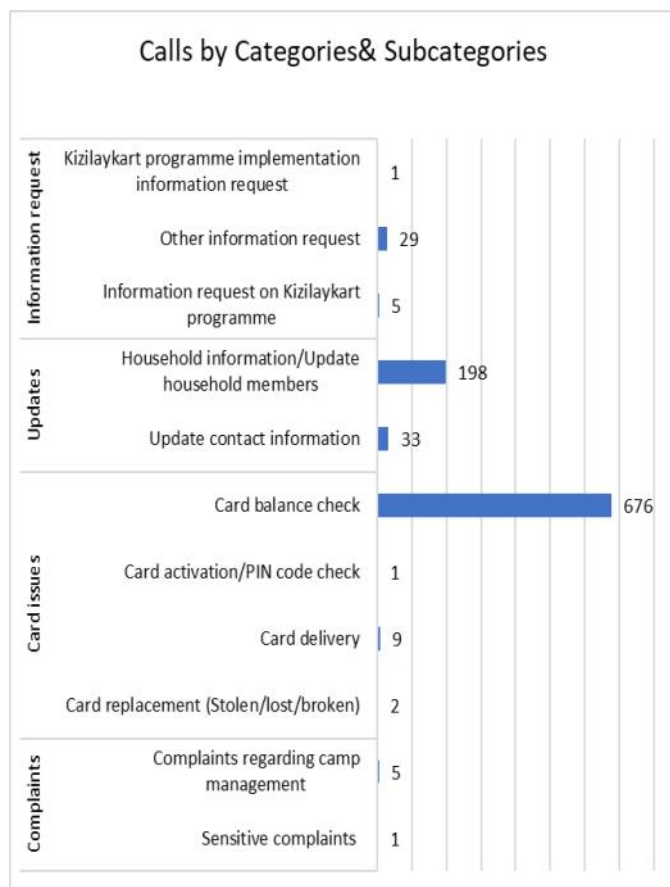 Calls by Categories& Subcategories
Information request
Kizilaykart programme implementation
information request
1
Other information request
29
Information request on Kizilaykart
programme
5
Updates
Household information/Update
household members
198
Update contact information
33
Card issues
Card balance check
676
Card activation/PIN code check
1
Card delivery
9
Card replacement (Stolen/lost/broken)
2
Complaints
Complaints regarding camp
management
5
Sensitive complaints
1